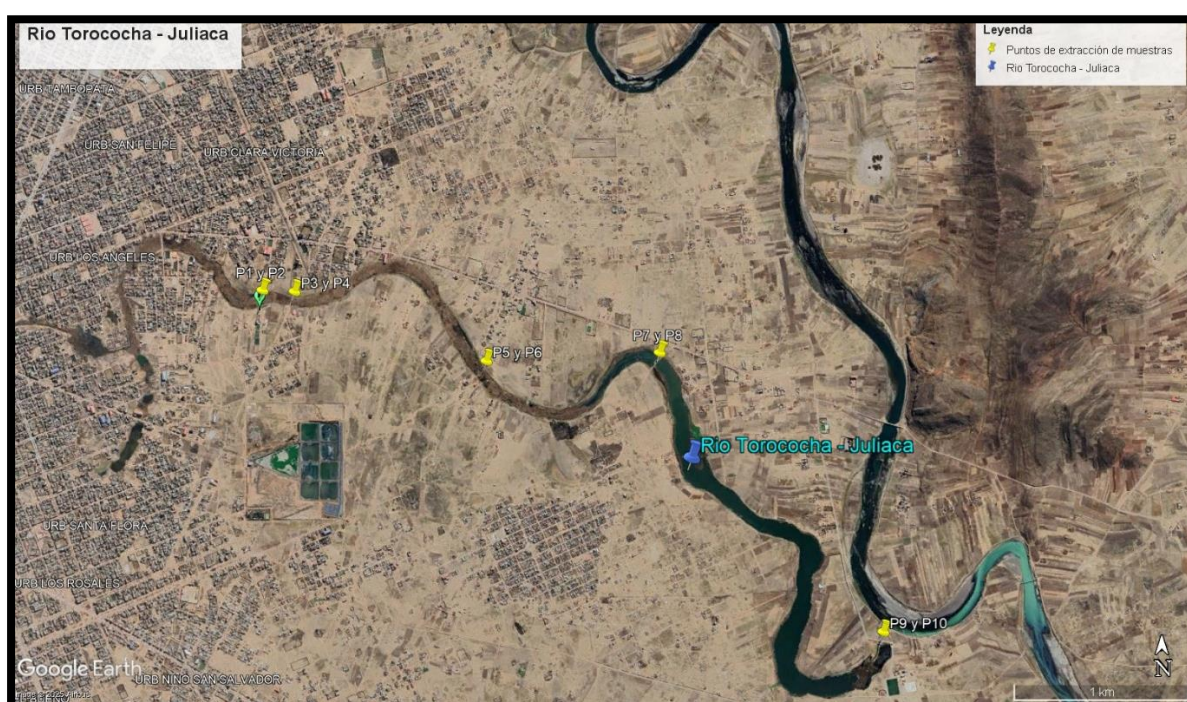 Rio Torococha - Juliaca
Leyenda
Puntos de extracción de muestras
Rio Torococha - Juliaca
URB TAMBOPATA
URB SAN FELIPE
URB CLARA VICTORIA
URB LOS ANGELES
P1 y P2
P3 y P4
P5 y P6
P7 y P8
Rio Torococha - Juliaca
URB SANTA FLORA
URB LOS ROSALES
P9 y P10
Google Earth
URB NINO SAN SALVADOR
N
1 km